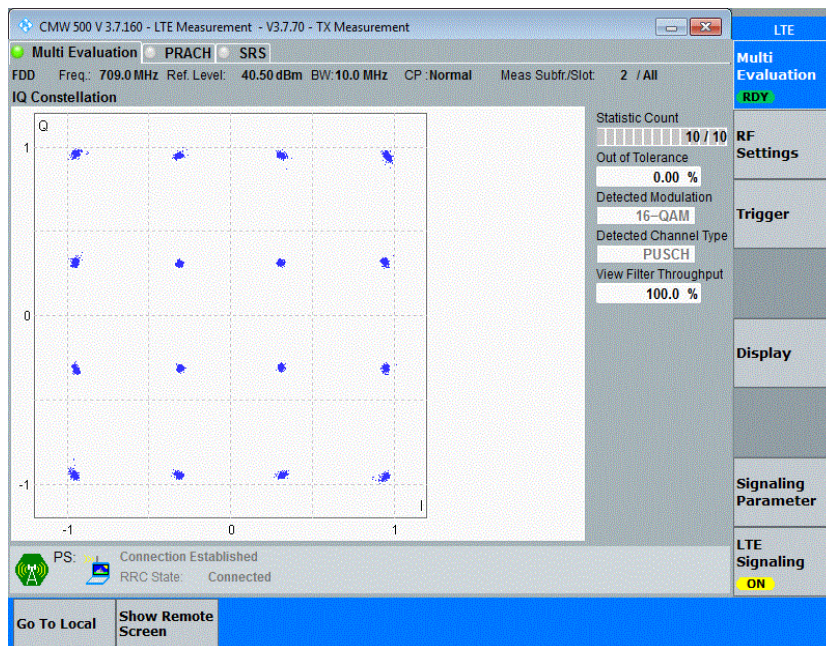 CMW 500 V 3.7.160 - LTE Measurement - V3.7.70 - TX Measurement
LTE
Multi Evaluation PRACH SRS
FDD Freq.: 709.0 MHz Ref. Level: 40.50 dBm BW: 10.0 MHz CP : Normal Meas Subfr./Slot: 2 / All
IQ Constellation
Q
1
0
-1
I
-1 0 1
Statistic Count
10 / 10
Out of Tolerance
0.00 %
Detected Modulation
16-QAM
Detected Channel Type
PUSCH
View Filter Throughput
100.0 %
Multi
Evaluation
RDY
RF
Settings
Trigger
Display
Signaling
Parameter
LTE
Signaling
ON
PS: Connection Established
RRC State: Connected
Go To Local
Show Remote
Screen